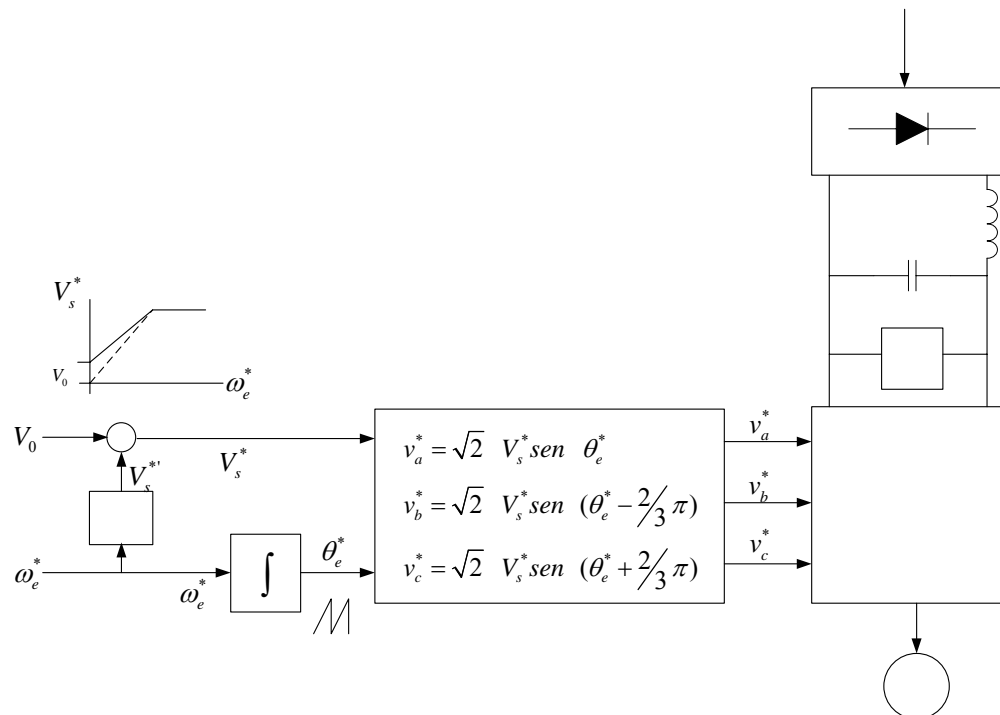 V_s^*
V_0
ω_e^*
V_0
V_s^*
V_s^{*'}
ω_e^*
ω_e^*
∫
θ_e^*
v_a^* = √2 V_s^* sen θ_e^*
v_b^* = √2 V_s^* sen (θ_e^* − 2/3 π)
v_c^* = √2 V_s^* sen (θ_e^* + 2/3 π)
v_a^*
v_b^*
v_c^*